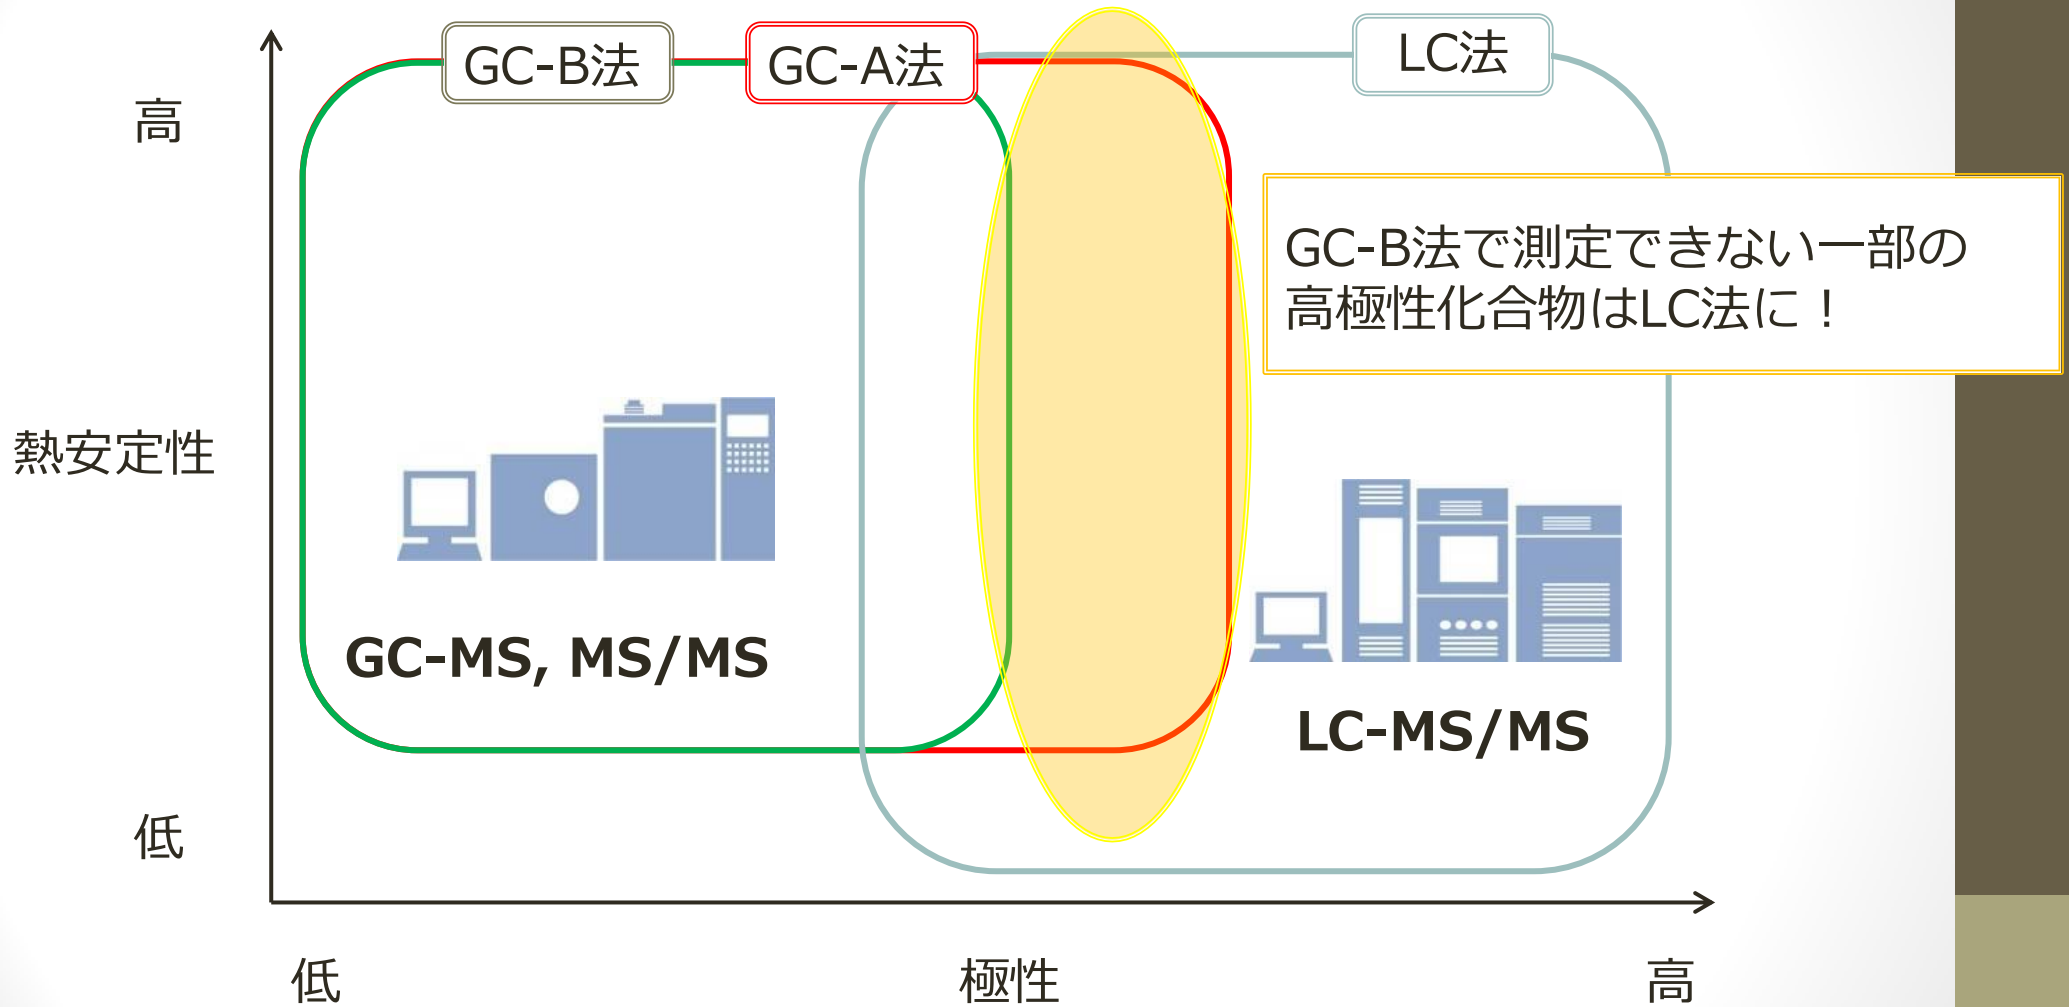 GC-B法
GC-A法
LC法
高
GC-B法で測定できない一部の
高極性化合物はLC法に！
熱安定性
GC-MS, MS/MS
LC-MS/MS
低
低
極性
高